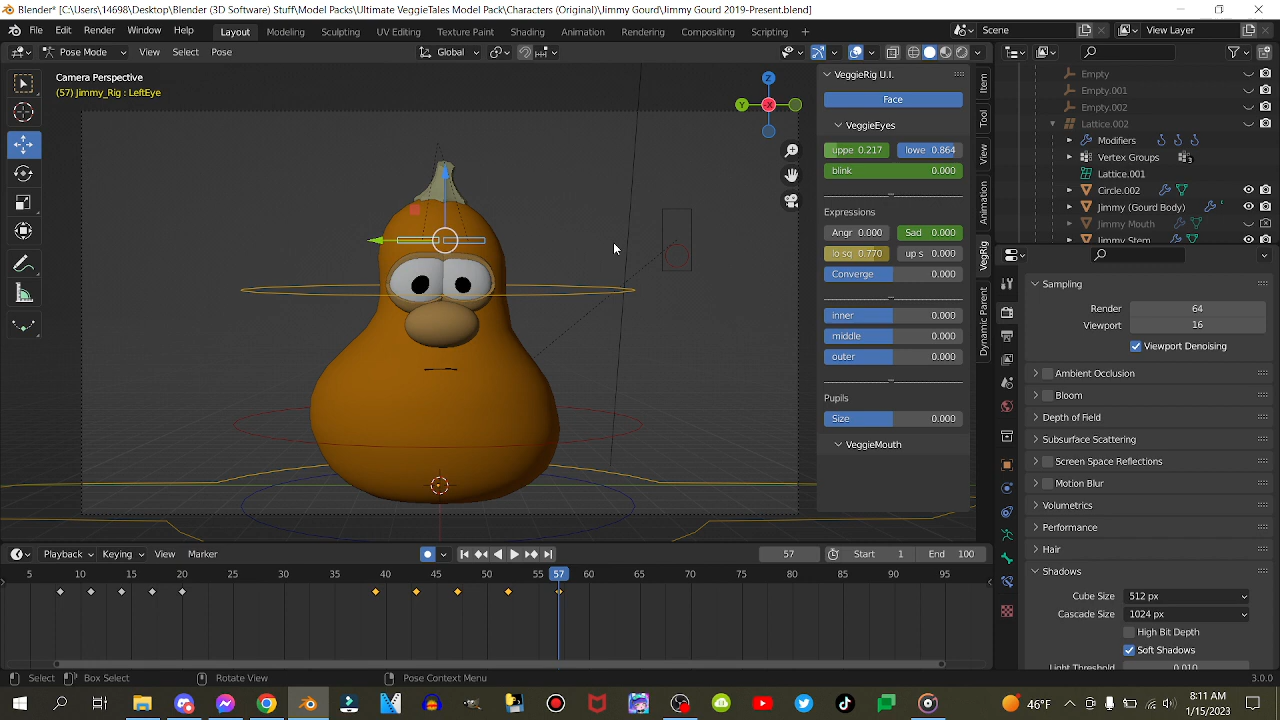 Blender* [C:\Users\14698\Desktop\Blender (3D Software) Stuff\Model Packs\Ultimate VeggieTales Model Pack\Characters (Original)\Jimmy Gourd\Jimmy Gourd 2019-Present.blend]
File Edit Render Window Help Layout Modeling Sculpting UV Editing Texture Paint Shading Animation Rendering Compositing Scripting + Scene View Layer
Pose Mode View Select Pose Global
Camera Perspective
(57) Jimmy_Rig : LeftEye
Z
Y
-X
VeggieRig U.I.
Face
VeggieEyes
uppe 0.217 lowe 0.864
blink 0.000
Expressions
Angr 0.000 Sad 0.000
lo sq 0.770 up s 0.000
Converge 0.000
inner 0.000
middle 0.000
outer 0.000
Pupils
Size 0.000
VeggieMouth
Item
Tool
View
Animation
VegRig
Dynamic Parent
Empty
Empty.001
Empty.002
Lattice.002
Modifiers
Vertex Groups 3
Lattice.001
Circle.002
Jimmy (Gourd Body)
Jimmy Mouth
Jimmy Stem
Sampling
Render 64
Viewport 16
Viewport Denoising
Ambient Occlusion
Bloom
Depth of Field
Subsurface Scattering
Screen Space Reflections
Motion Blur
Volumetrics
Performance
Hair
Shadows
Cube Size 512 px
Cascade Size 1024 px
High Bit Depth
Soft Shadows
Light Threshold 0.010
Playback Keying View Marker 57 Start 1 End 100
5 10 15 20 25 30 35 40 45 50 55 57 60 65 70 75 80 85 90 95
Select Box Select Rotate View Pose Context Menu 3.0.0
46°F
8:11 AM
1/15/2023